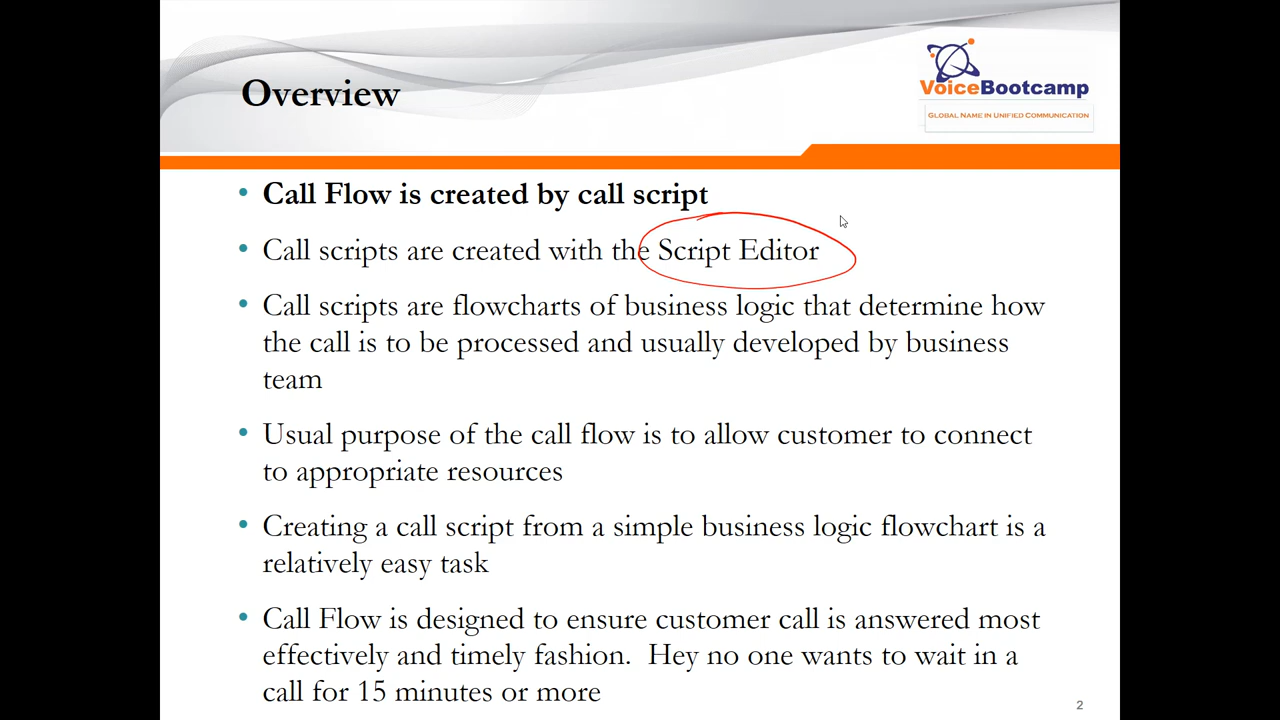 Overview
VoiceBootcamp
GLOBAL NAME IN UNIFIED COMMUNICATION
• Call Flow is created by call script
• Call scripts are created with the Script Editor
• Call scripts are flowcharts of business logic that determine how
the call is to be processed and usually developed by business
team
• Usual purpose of the call flow is to allow customer to connect
to appropriate resources
• Creating a call script from a simple business logic flowchart is a
relatively easy task
• Call Flow is designed to ensure customer call is answered most
effectively and timely fashion.  Hey no one wants to wait in a
call for 15 minutes or more
2